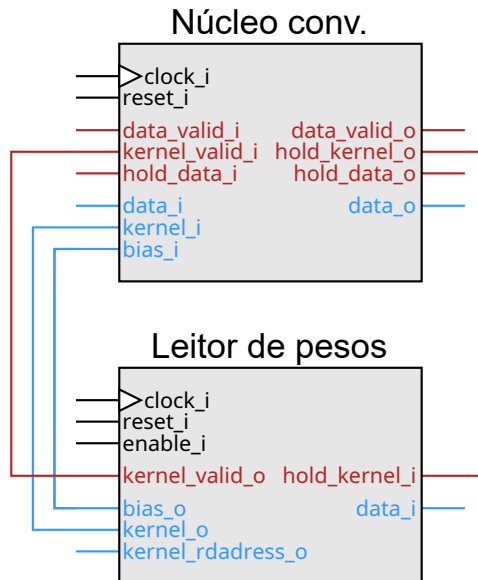 Núcleo conv.
clock_i
reset_i
data_valid_i data_valid_o
kernel_valid_i hold_kernel_o
hold_data_i hold_data_o
data_i data_o
kernel_i
bias_i
Leitor de pesos
clock_i
reset_i
enable_i
kernel_valid_o hold_kernel_i
bias_o data_i
kernel_o
kernel_rdadress_o